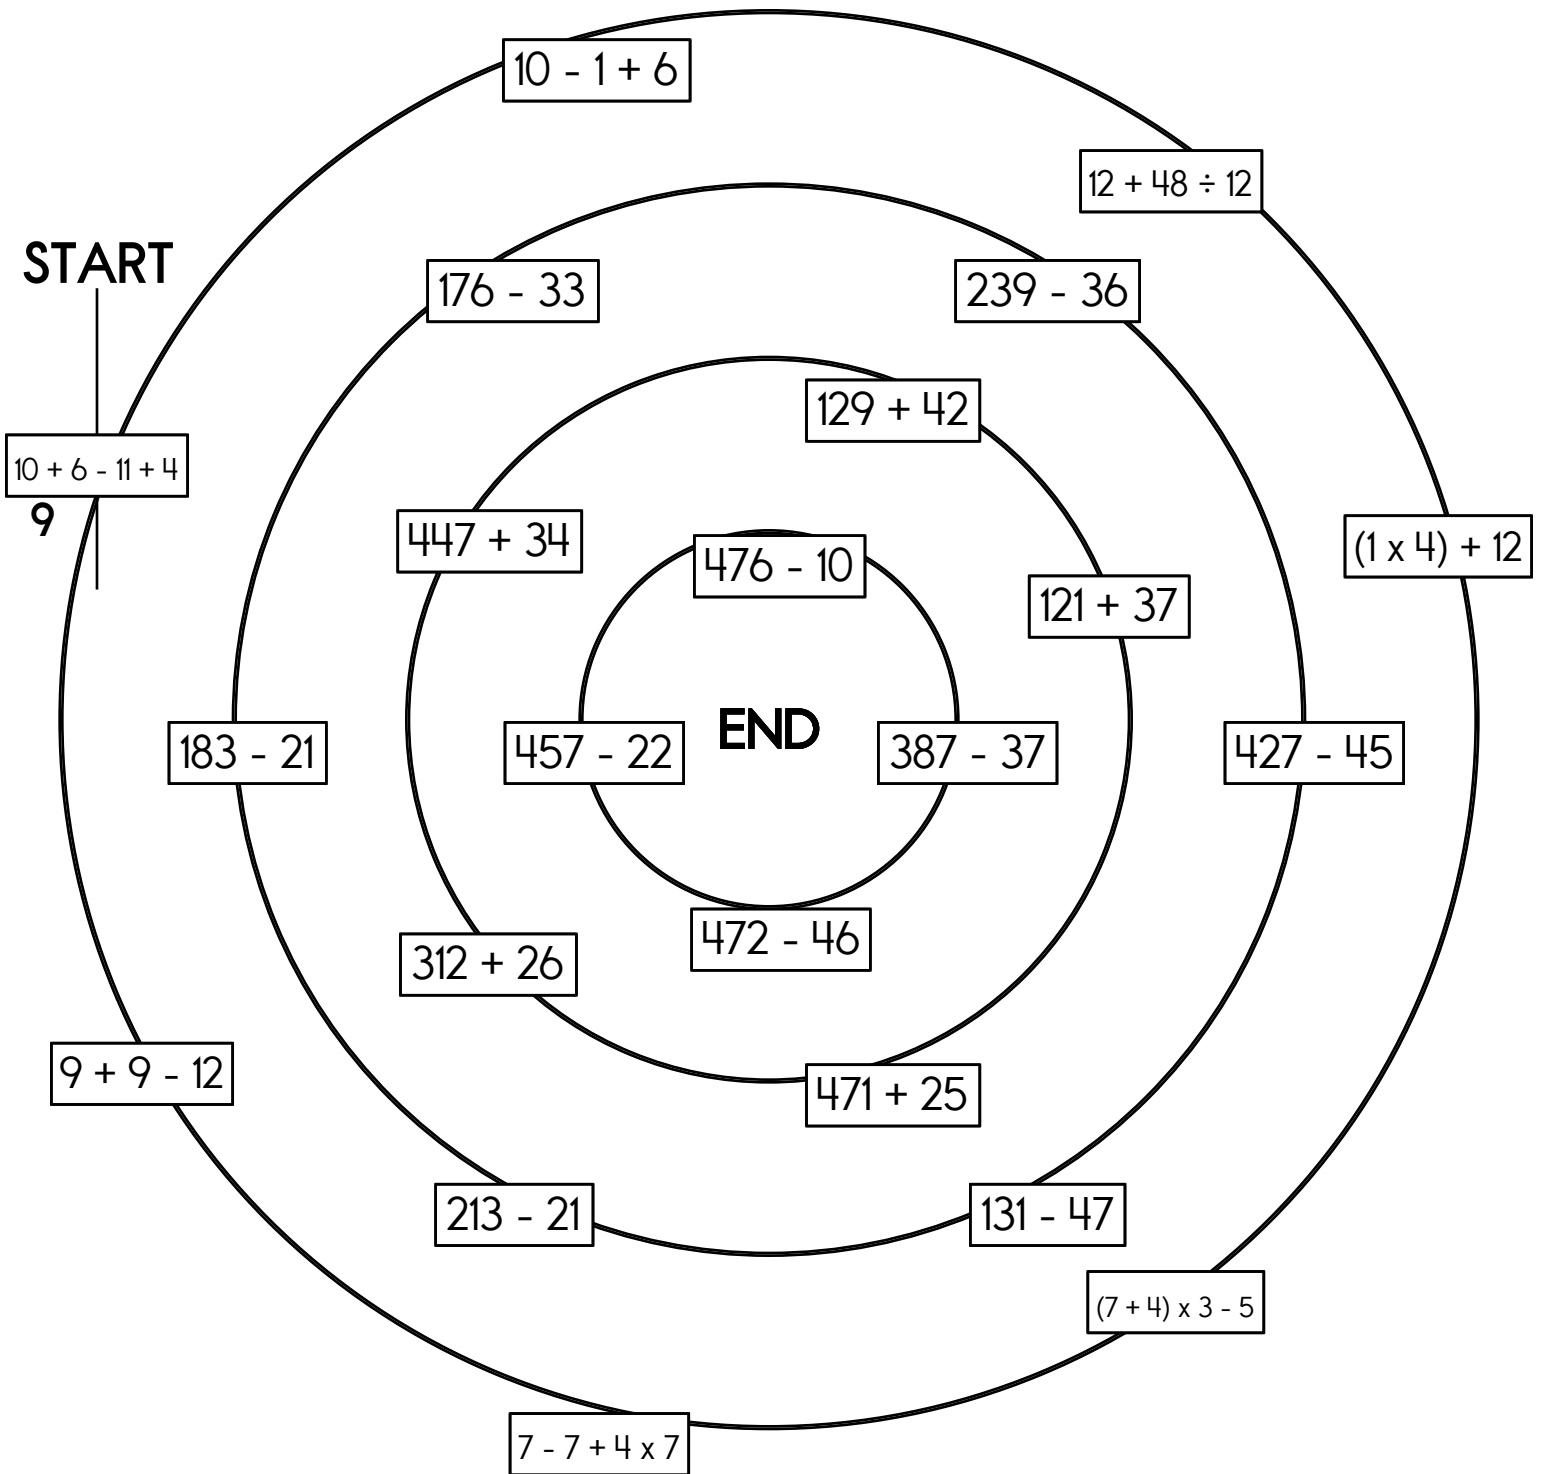 10 - 1 + 6
12 + 48 ÷ 12
START
176 - 33
239 - 36
129 + 42
10 + 6 - 11 + 4
9
447 + 34
(1 x 4) + 12
476 - 10
121 + 37
END
183 - 21
457 - 22
387 - 37
427 - 45
472 - 46
312 + 26
9 + 9 - 12
471 + 25
213 - 21
131 - 47
(7 + 4) x 3 - 5
7 - 7 + 4 x 7